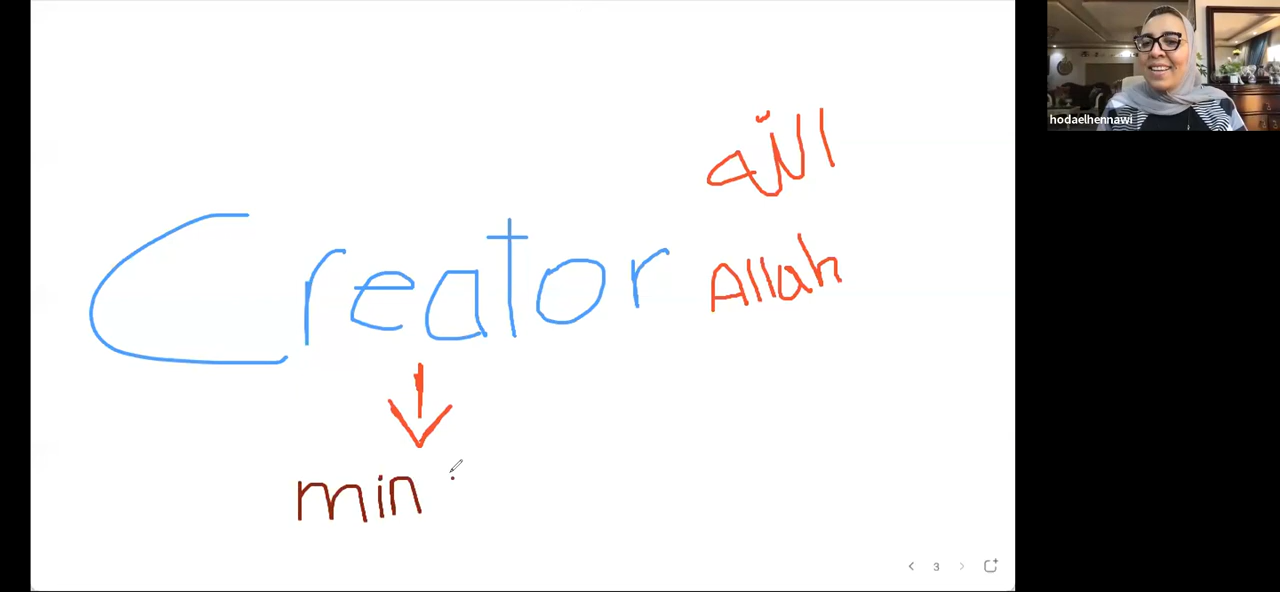 الله
Creator
Allah
min
hodaelhennawi
3